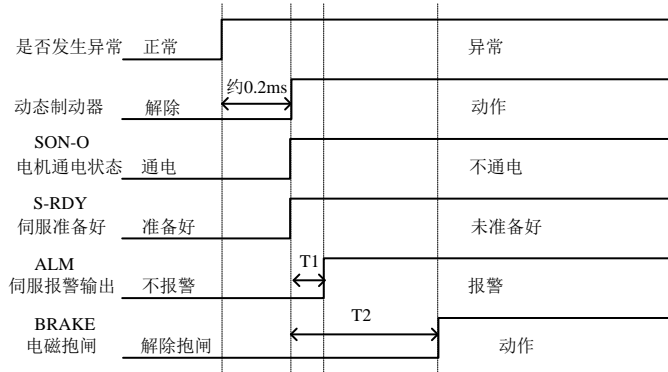 是否发生异常 正常 异常
约0.2ms
动态制动器 解除 动作
SON-O
电机通电状态 通电 不通电
S-RDY
伺服准备好 准备好 未准备好
T1
ALM
伺服报警输出 不报警 报警
T2
BRAKE
电磁抱闸 解除抱闸 动作